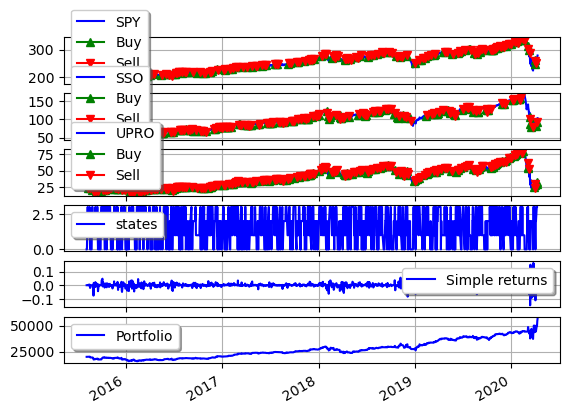 SPY
Buy
Sell
300
200
SSO
Buy
Sell
150
100
50
UPRO
Buy
Sell
75
50
25
states
2.5
0.0
Simple returns
0.1
0.0
−0.1
Portfolio
50000
25000
2016 2017 2018 2019 2020